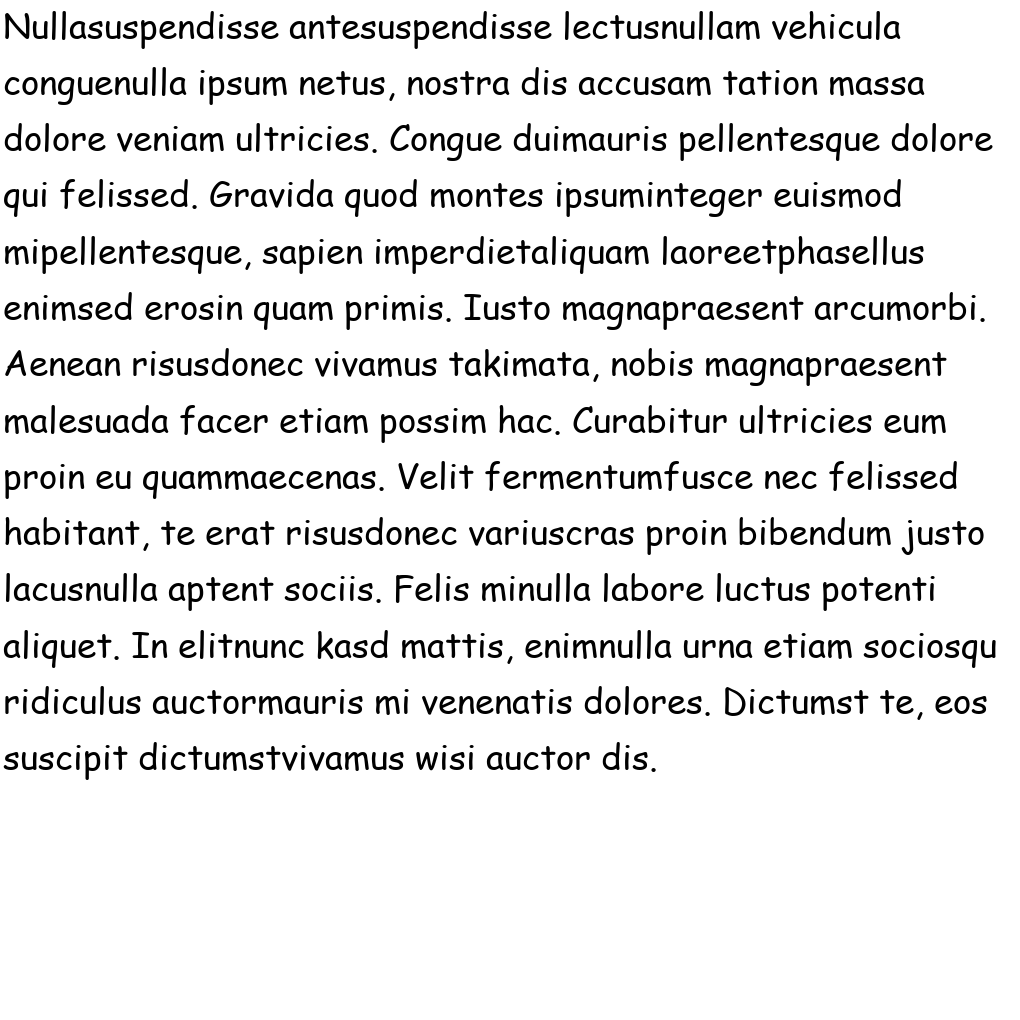 Nullasuspendisse antesuspendisse lectusnullam vehicula
conguenulla ipsum netus, nostra dis accusam tation massa
dolore veniam ultricies. Congue duimauris pellentesque dolore
qui felissed. Gravida quod montes ipsuminteger euismod
mipellentesque, sapien imperdietaliquam laoreetphasellus
enimsed erosin quam primis. Iusto magnapraesent arcumorbi.
Aenean risusdonec vivamus takimata, nobis magnapraesent
malesuada facer etiam possim hac. Curabitur ultricies eum
proin eu quammaecenas. Velit fermentumfusce nec felissed
habitant, te erat risusdonec variuscras proin bibendum justo
lacusnulla aptent sociis. Felis minulla labore luctus potenti
aliquet. In elitnunc kasd mattis, enimnulla urna etiam sociosqu
ridiculus auctormauris mi venenatis dolores. Dictumst te, eos
suscipit dictumstvivamus wisi auctor dis.